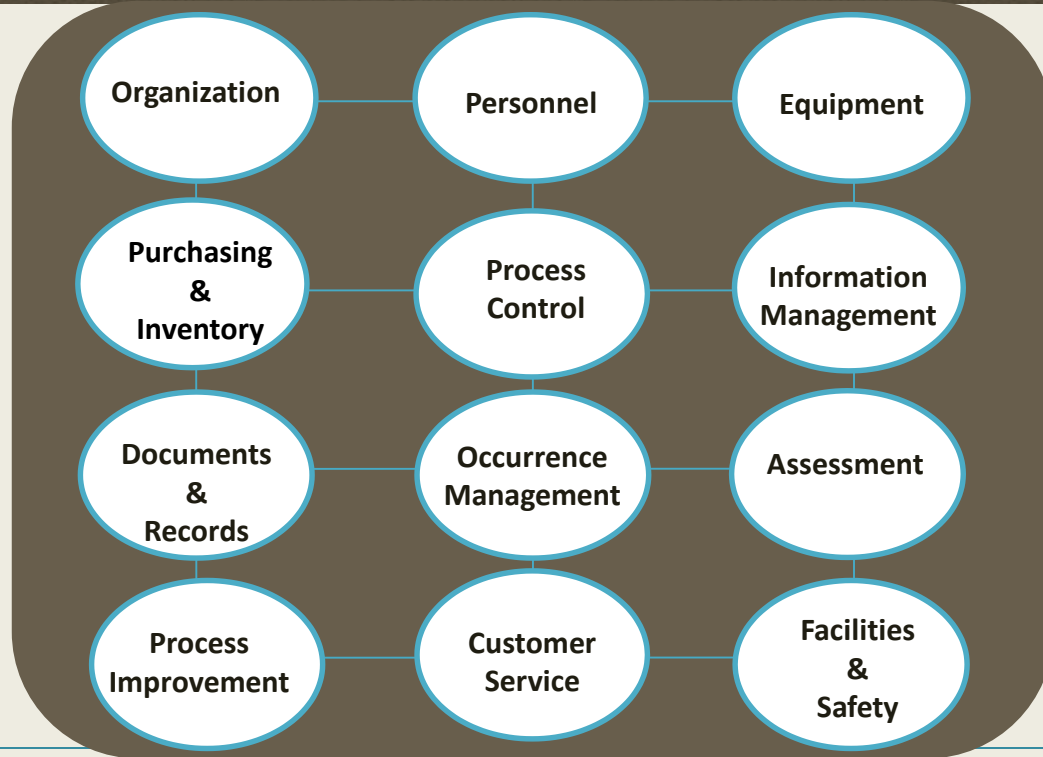 Organization
Personnel
Equipment
Purchasing
&
Inventory
Process
Control
Information
Management
Documents
&
Records
Occurrence
Management
Assessment
Process
Improvement
Customer
Service
Facilities
&
Safety